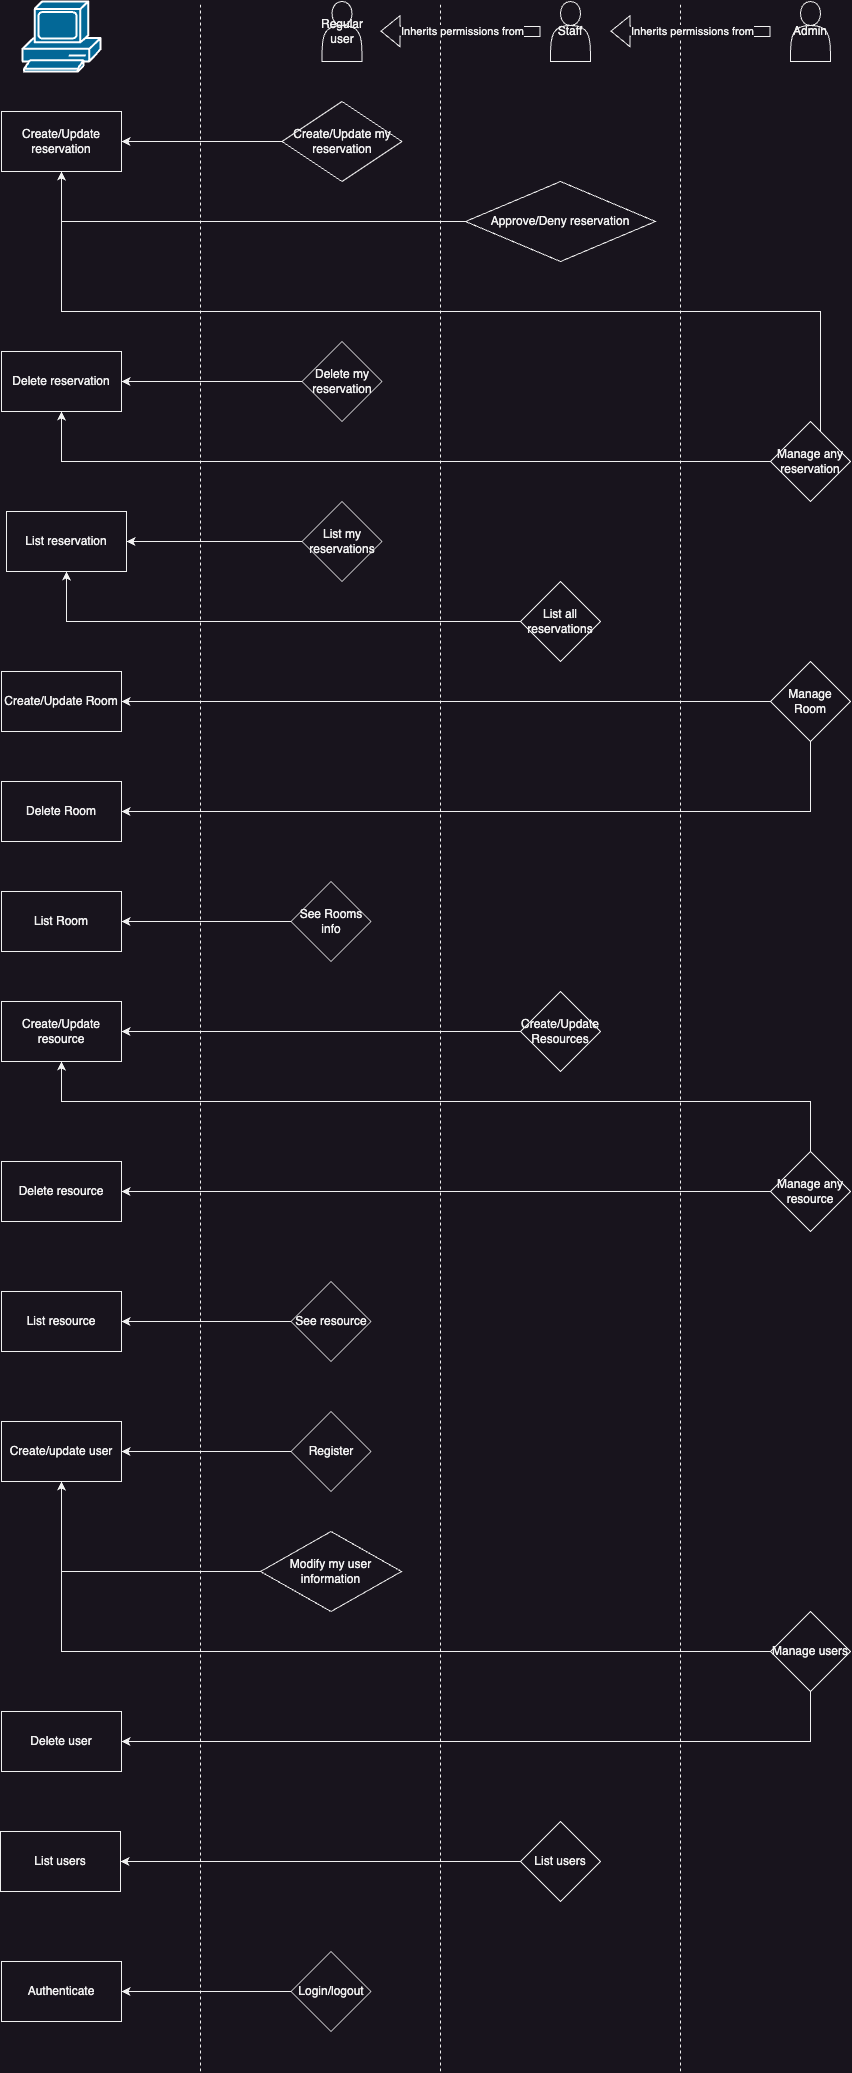 Regular
user
Inherits permissions from
Staff
Inherits permissions from
Admin
Create/Update
reservation
Create/Update my
reservation
Approve/Deny reservation
Delete reservation
Delete my
reservation
Manage any
reservation
List reservation
List my
reservations
List all
reservations
Create/Update Room
Manage
Room
Delete Room
List Room
See Rooms
info
Create/Update
resource
Create/Update
Resources
Delete resource
Manage any
resource
List resource
See resource
Create/update user
Register
Modify my user
information
Manage users
Delete user
List users
List users
Authenticate
Login/logout